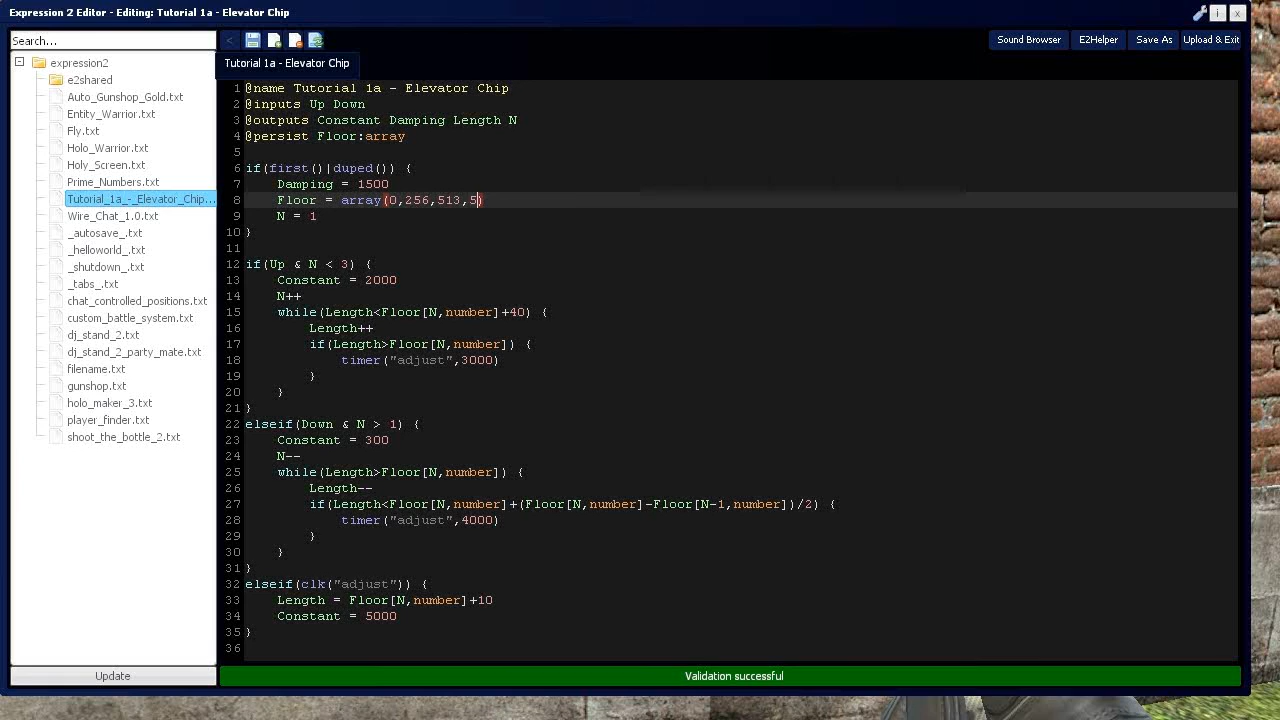 Expression 2 Editor - Editing: Tutorial 1a - Elevator Chip
i x
Search...
< Sound Browser E2Helper Save As Upload & Exit
Tutorial 1a - Elevator Chip
expression2
e2shared
Auto_Gunshop_Gold.txt
Entity_Warrior.txt
Fly.txt
Holo_Warrior.txt
Holy_Screen.txt
Prime_Numbers.txt
Tutorial_1a_-_Elevator_Chip...
Wire_Chat_1.0.txt
_autosave_.txt
_helloworld_.txt
_shutdown_.txt
_tabs_.txt
chat_controlled_positions.txt
custom_battle_system.txt
dj_stand_2.txt
dj_stand_2_party_mate.txt
filename.txt
gunshop.txt
holo_maker_3.txt
player_finder.txt
shoot_the_bottle_2.txt
Update
1 @name Tutorial 1a - Elevator Chip
2 @inputs Up Down
3 @outputs Constant Damping Length N
4 @persist Floor:array
5
6 if(first()|duped()) {
7 Damping = 1500
8 Floor = array(0,256,513,5)
9 N = 1
10 }
11
12 if(Up & N < 3) {
13 Constant = 2000
14 N++
15 while(Length<Floor[N,number]+40) {
16 Length++
17 if(Length>Floor[N,number]) {
18 timer("adjust",3000)
19 }
20 }
21 }
22 elseif(Down & N > 1) {
23 Constant = 300
24 N--
25 while(Length>Floor[N,number]) {
26 Length--
27 if(Length<Floor[N,number]+(Floor[N,number]-Floor[N-1,number])/2) {
28 timer("adjust",4000)
29 }
30 }
31 }
32 elseif(clk("adjust")) {
33 Length = Floor[N,number]+10
34 Constant = 5000
35 }
36
Validation successful